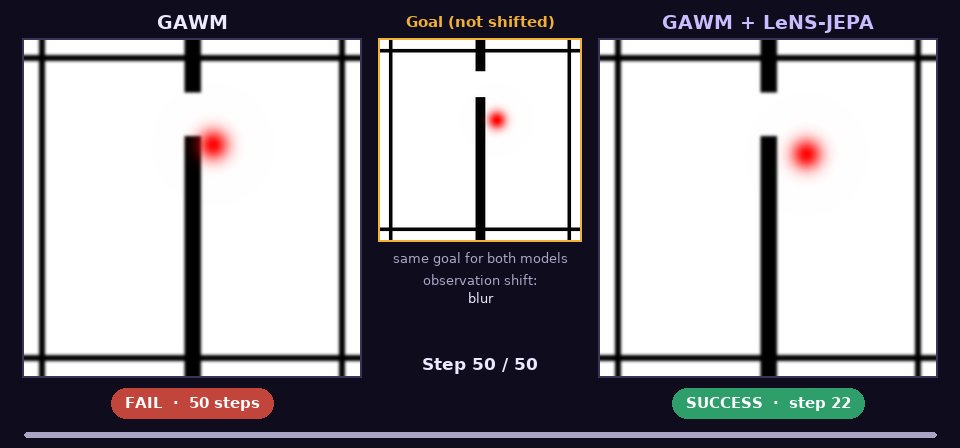 GAWM
Goal (not shifted)
GAWM + LeNS-JEPA
same goal for both models
observation shift:
blur
Step 50 / 50
FAIL · 50 steps
SUCCESS · step 22